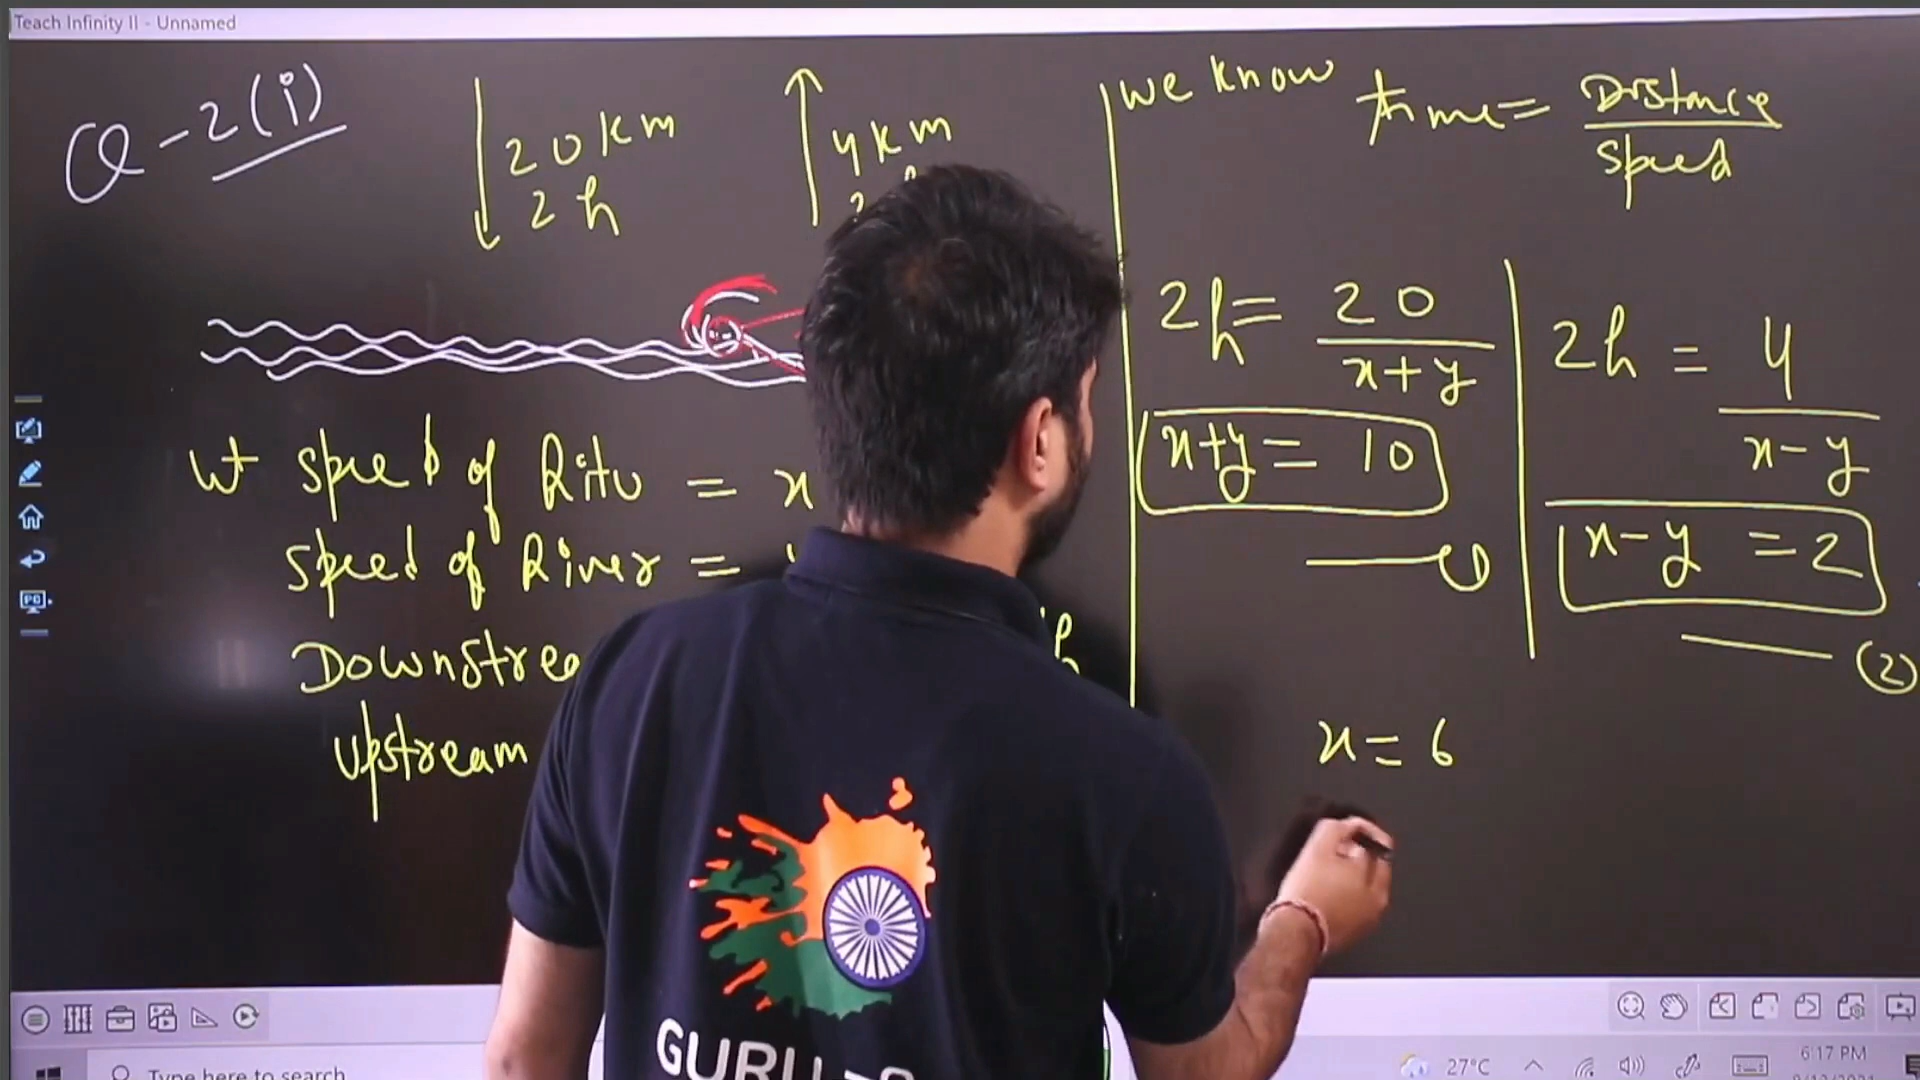 Teach Infinity II - Unnamed
Q-2(i)
20km
2h
4km
speed of Ritu = x
speed of River =
Downstrea
Upstream
we know
Time = Distance
Speed
2h = 20
x+y
x+y = 10
(1)
2h = 4
x-y
x-y = 2
(2)
x = 6
GURU
Type here to search
27°C
6:17 PM